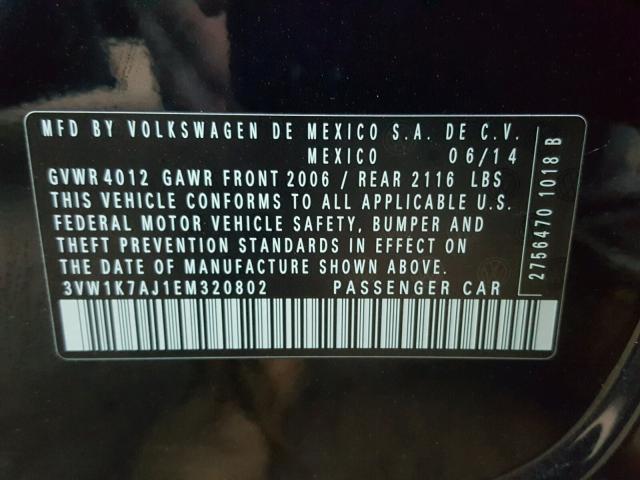 MFD BY VOLKSWAGEN DE MEXICO S.A. DE C.V.
MEXICO 06/14
GVWR 4012 GAWR FRONT 2006 / REAR 2116 LBS
THIS VEHICLE CONFORMS TO ALL APPLICABLE U.S.
FEDERAL MOTOR VEHICLE SAFETY, BUMPER AND
THEFT PREVENTION STANDARDS IN EFFECT ON
THE DATE OF MANUFACTURE SHOWN ABOVE.
3VW1K7AJ1EM320802 PASSENGER CAR
2756470 1018 B